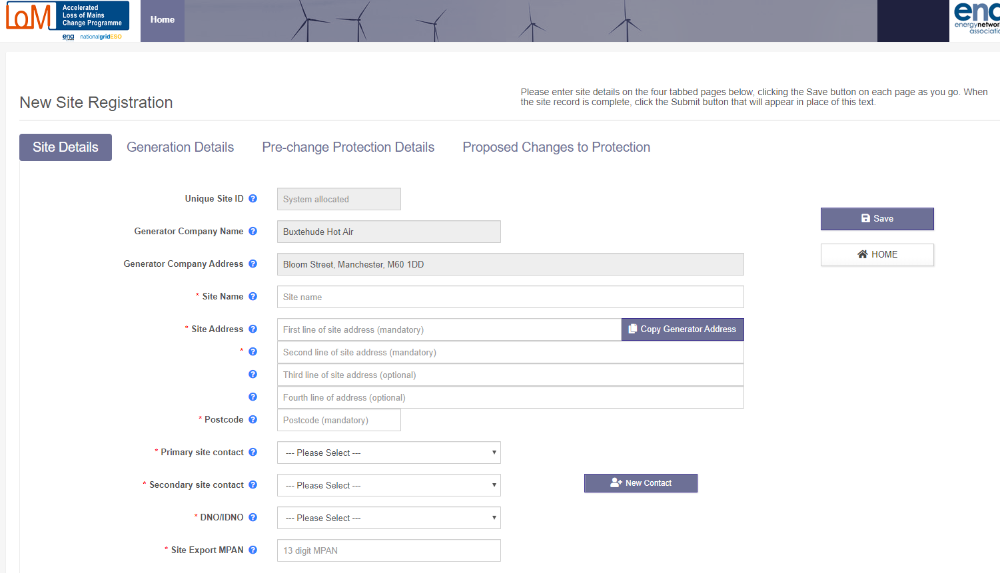 LoM
Accelerated
Loss of Mains
Change Programme
ena nationalgridESO
Home
ena
energynetwor
associatio
New Site Registration
Please enter site details on the four tabbed pages below, clicking the Save button on each page as you go. When
the site record is complete, click the Submit button that will appear in place of this text.
Site Details Generation Details Pre-change Protection Details Proposed Changes to Protection
Unique Site ID ? System allocated
Save
Generator Company Name ? Buxtehude Hot Air
HOME
Generator Company Address ? Bloom Street, Manchester, M60 1DD
* Site Name ? Site name
* Site Address ? First line of site address (mandatory) Copy Generator Address
* ? Second line of site address (mandatory)
? Third line of site address (optional)
? Fourth line of address (optional)
* Postcode ? Postcode (mandatory)
* Primary site contact ? --- Please Select ---
* Secondary site contact ? --- Please Select --- New Contact
* DNO/IDNO ? --- Please Select ---
* Site Export MPAN ? 13 digit MPAN